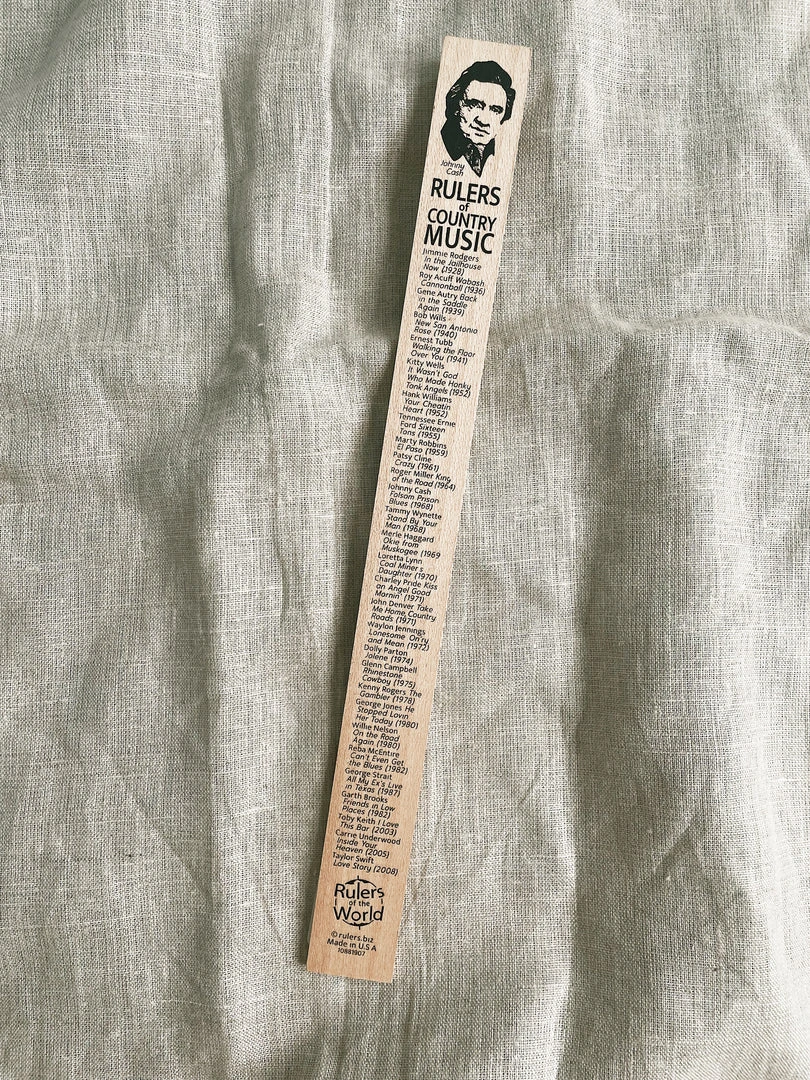 Johnny
Cash
RULERS
of
COUNTRY
MUSIC
Jimmie Rodgers
In the Jailhouse
Now (1928)
Roy Acuff Wabash
Cannonball (1936)
Gene Autry Back
in the Saddle
Again (1939)
Bob Wills
New San Antonio
Rose (1940)
Ernest Tubb
Walking the Floor
Over You (1941)
Kitty Wells
It Wasn't God
Who Made Honky
Tonk Angels (1952)
Hank Williams
Your Cheatin
Heart (1952)
Tennessee Ernie
Ford Sixteen
Tons (1955)
Marty Robbins
El Paso (1959)
Patsy Cline
Crazy (1961)
Roger Miller King
of the Road (1964)
Johnny Cash
Folsom Prison
Blues (1968)
Tammy Wynette
Stand By Your
Man (1968)
Merle Haggard
Okie from
Muskogee (1969
Loretta Lynn
Coal Miner s
Daughter (1970)
Charley Pride Kiss
an Angel Good
Mornin' (1971)
John Denver Take
Me Home Country
Roads (1971)
Waylon Jennings
Lonesome On'ry
and Mean (1972)
Dolly Parton
Jolene (1974)
Glenn Campbell
Rhinestone
Cowboy (1975)
Kenny Rogers The
Gambler (1978)
George Jones He
Stopped Lovin
Her Today (1980)
Willie Nelson
On the Road
Again (1980)
Reba McEntire
Can't Even Get
the Blues (1982)
George Strait
All My Ex's Live
in Texas (1987)
Garth Brooks
Friends in Low
Places (1982)
Toby Keith I Love
This Bar (2003)
Carrie Underwood
Inside Your
Heaven (2005)
Taylor Swift
Love Story (2008)
Rulers
of the
World
© rulers.biz
Made in U.S A
10881907